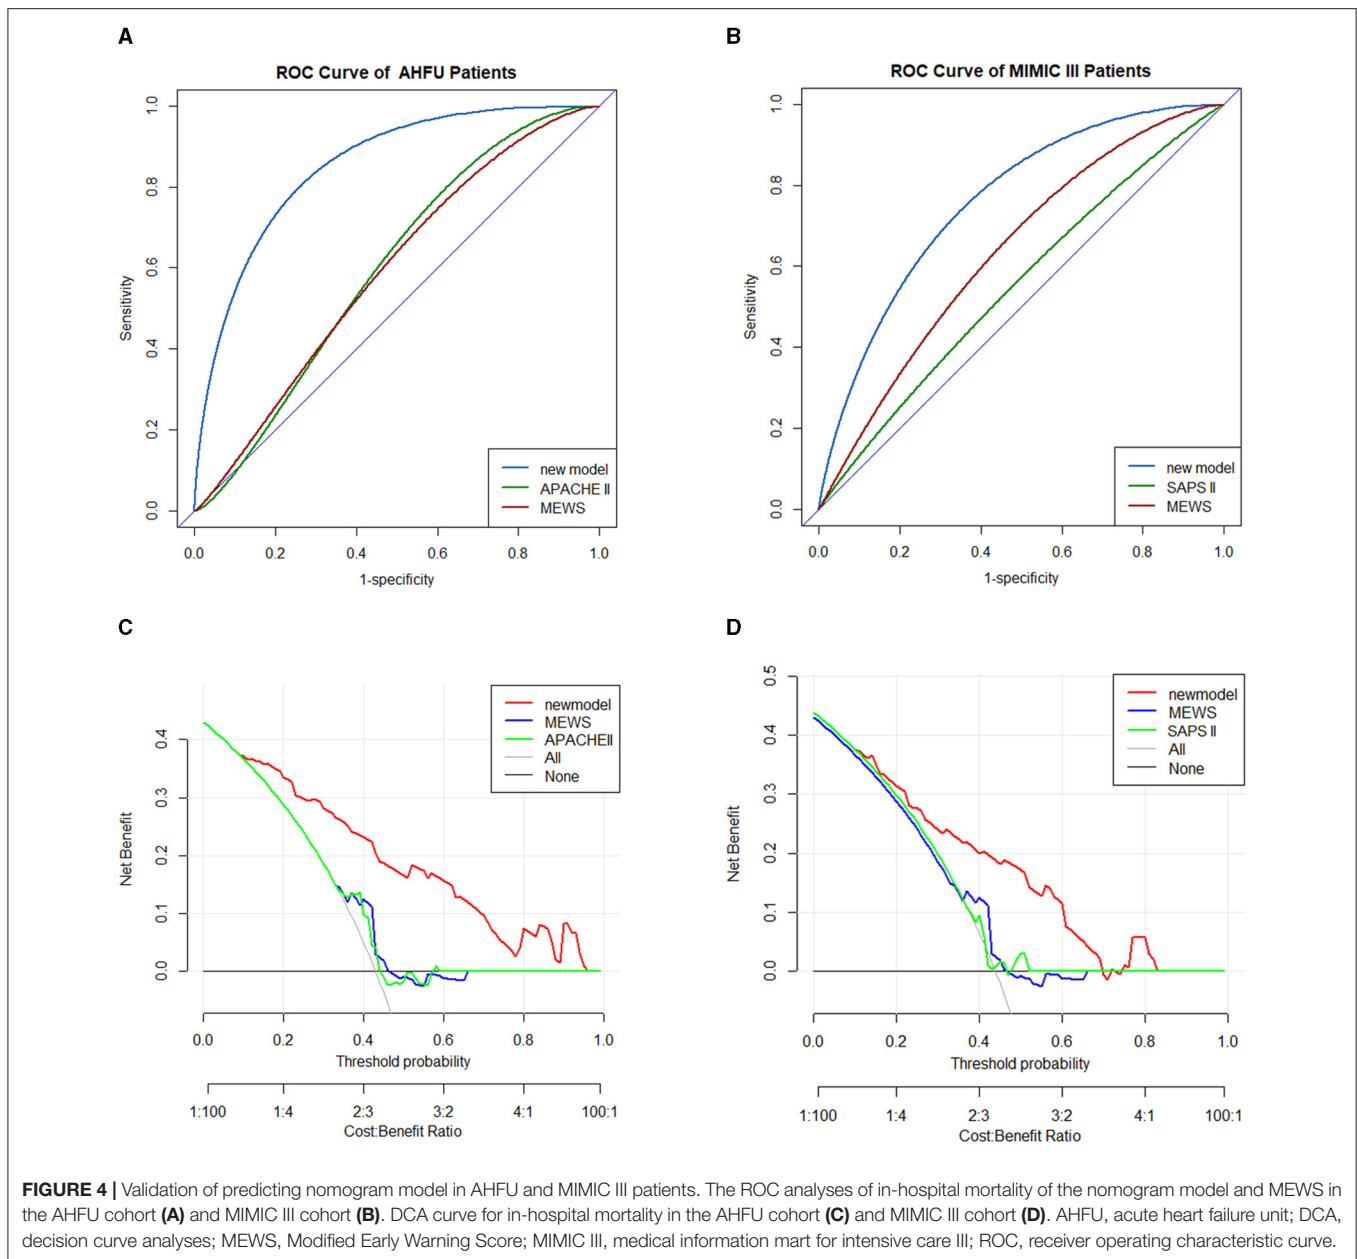 A
ROC Curve of AHFU Patients
Sensitivity
1.0
0.8
0.6
0.4
0.2
0.0
new model
APACHE II
MEWS
0.0 0.2 0.4 0.6 0.8 1.0
1-specificity
B
ROC Curve of MIMIC III Patients
Sensitivity
1.0
0.8
0.6
0.4
0.2
0.0
new model
SAPS II
MEWS
0.0 0.2 0.4 0.6 0.8 1.0
1-specificity
C
Net Benefit
0.4
0.3
0.2
0.1
0.0
newmodel
MEWS
APACHEII
All
None
0.0 0.2 0.4 0.6 0.8 1.0
Threshold probability
1:100 1:4 2:3 3:2 4:1 100:1
Cost:Benefit Ratio
D
Net Benefit
0.5
0.4
0.3
0.2
0.1
0.0
newmodel
MEWS
SAPS II
All
None
0.0 0.2 0.4 0.6 0.8 1.0
Threshold probability
1:100 1:4 2:3 3:2 4:1 100:1
Cost:Benefit Ratio
FIGURE 4 | Validation of predicting nomogram model in AHFU and MIMIC III patients. The ROC analyses of in-hospital mortality of the nomogram model and MEWS in
the AHFU cohort (A) and MIMIC III cohort (B). DCA curve for in-hospital mortality in the AHFU cohort (C) and MIMIC III cohort (D). AHFU, acute heart failure unit; DCA,
decision curve analyses; MEWS, Modified Early Warning Score; MIMIC III, medical information mart for intensive care III; ROC, receiver operating characteristic curve.